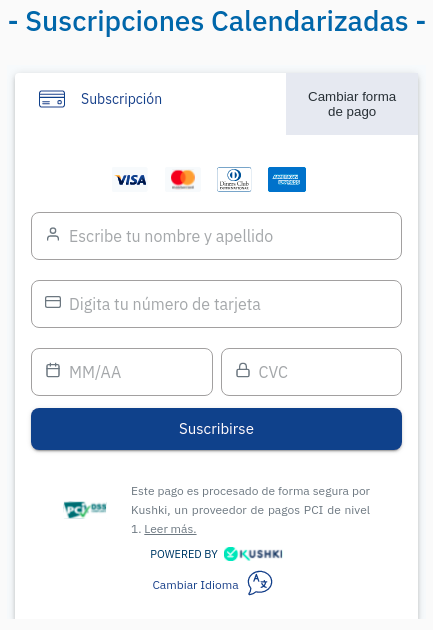 - Suscripciones Calendarizadas -
Subscripción
Cambiar forma
de pago
VISA
mastercard
Diners Club
INTERNATIONAL
AMERICAN
EXPRESS
Escribe tu nombre y apellido
Digita tu número de tarjeta
MM/AA
CVC
Suscribirse
PCI DSS
Este pago es procesado de forma segura por
Kushki, un proveedor de pagos PCI de nivel
1. Leer más.
POWERED BY KUSHKI
Cambiar Idioma